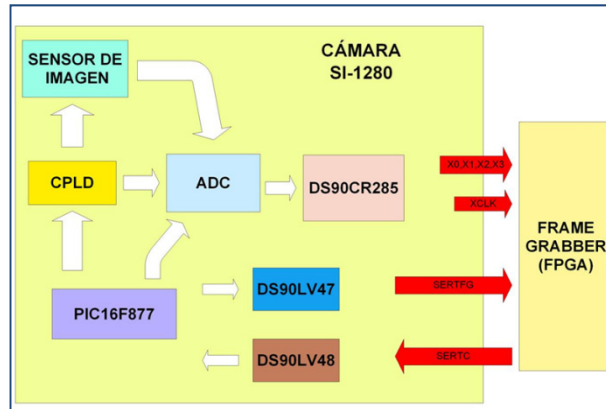 CÁMARA
SI-1280
SENSOR DE
IMAGEN
CPLD
ADC
DS90CR285
X0,X1,X2,X3
XCLK
FRAME
GRABBER
(FPGA)
PIC16F877
DS90LV47
SERTFG
DS90LV48
SERTC